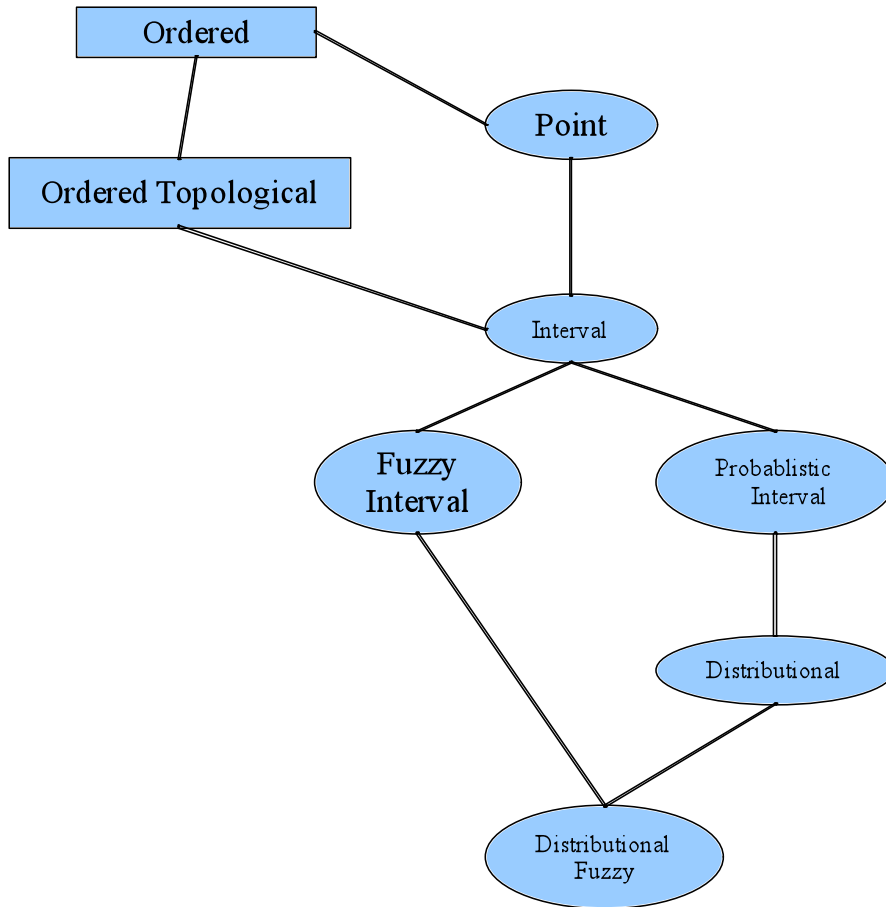 Ordered
Point
Ordered Topological
Interval
Fuzzy
Interval
Probablistic
Interval
Distributional
Distributional
Fuzzy